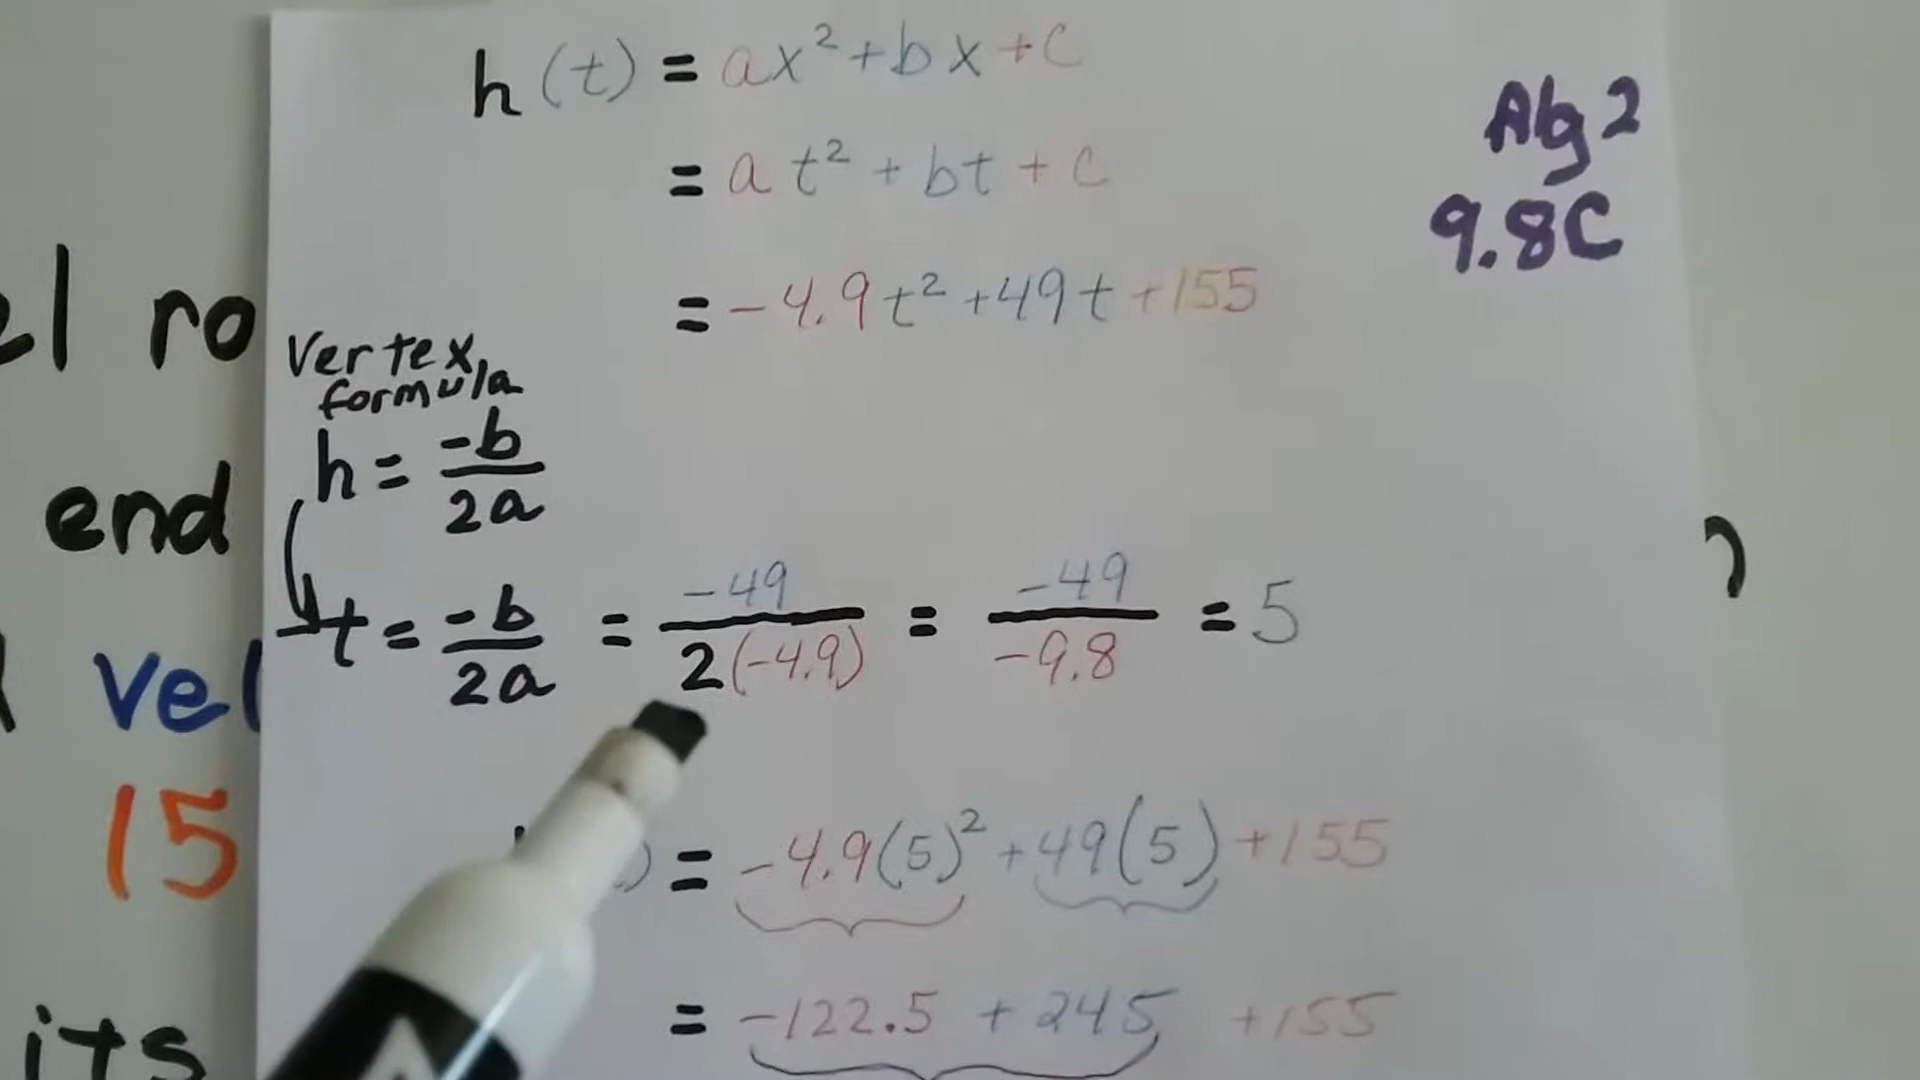 h(t) = ax² + bx + c
Alg 2
= at² + bt + c
9.8C
= -4.9t² + 49t + 155
ro
Vertex
formula
h = -b/2a
end
t = -b/2a = -49/2(-4.9) = -49/-9.8 = 5
vel
15
= -4.9(5)² + 49(5) + 155
= -122.5 + 245 + 155
its